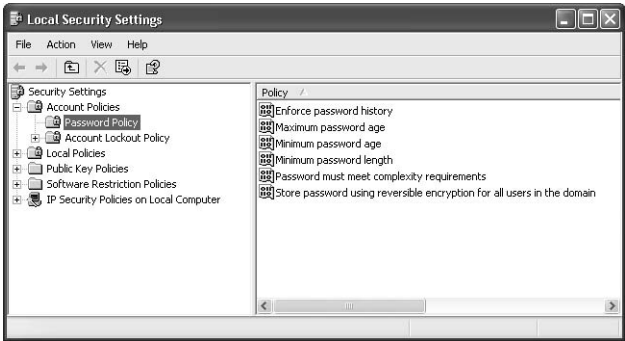 Local Security Settings
File Action View Help
Security Settings
Account Policies
Password Policy
Account Lockout Policy
Local Policies
Public Key Policies
Software Restriction Policies
IP Security Policies on Local Computer
Policy
Enforce password history
Maximum password age
Minimum password age
Minimum password length
Password must meet complexity requirements
Store password using reversible encryption for all users in the domain